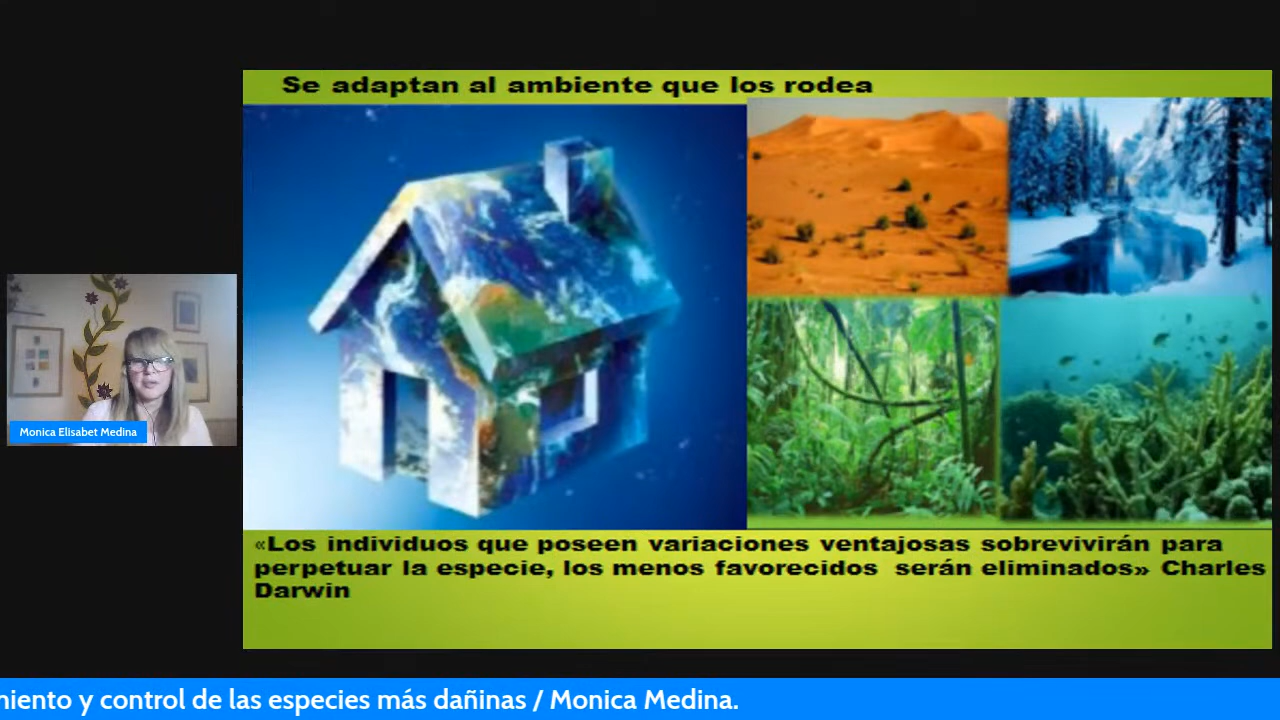 Se adaptan al ambiente que los rodea
Monica Elisabet Medina
«Los individuos que poseen variaciones ventajosas sobrevivirán para
perpetuar la especie, los menos favorecidos serán eliminados» Charles
Darwin
miento y control de las especies más dañinas / Monica Medina.